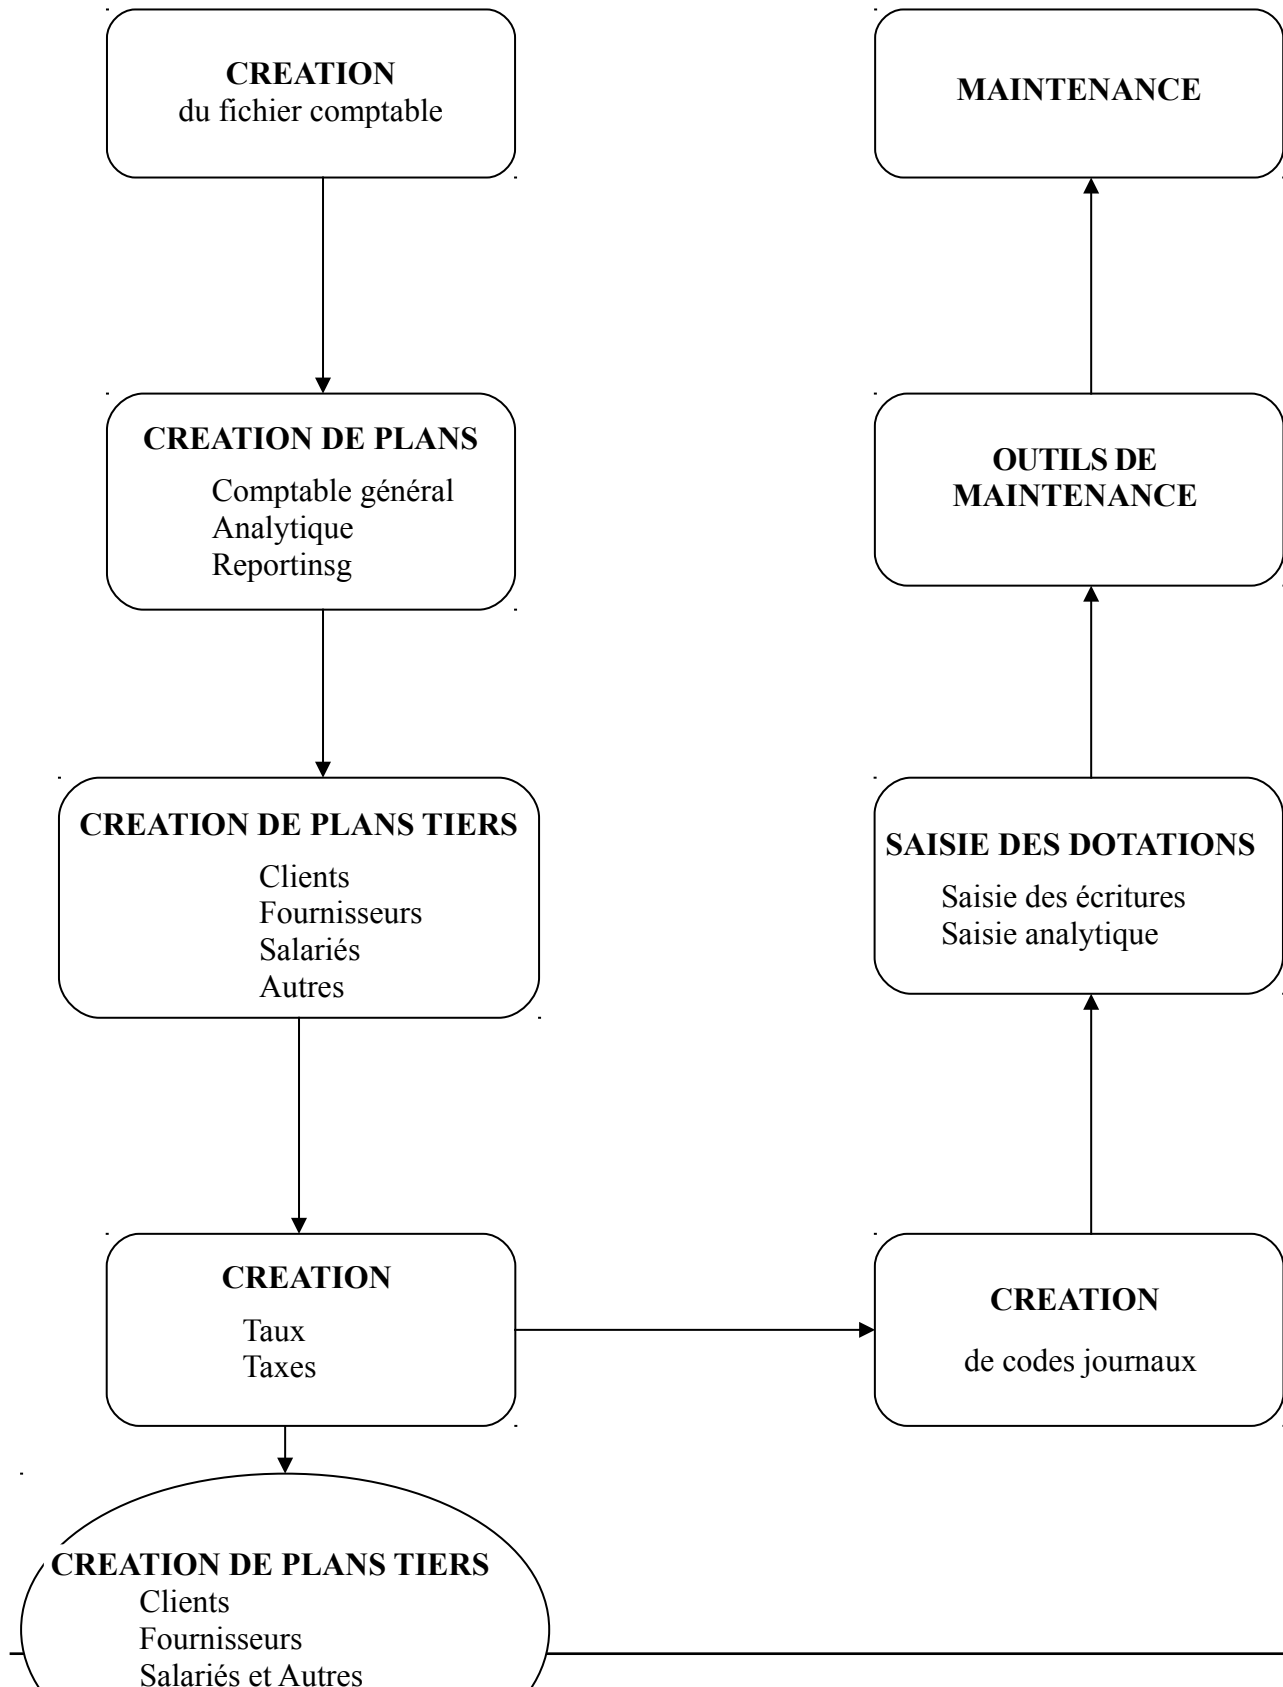 CREATION
du fichier comptable
CREATION DE PLANS
Comptable général
Analytique
Reportinsg
CREATION DE PLANS TIERS
Clients
Fournisseurs
Salariés
Autres
CREATION
Taux
Taxes
CREATION DE PLANS TIERS
Clients
Fournisseurs
Salariés et Autres
CREATION
de codes journaux
SAISIE DES DOTATIONS
Saisie des écritures
Saisie analytique
OUTILS DE
MAINTENANCE
MAINTENANCE